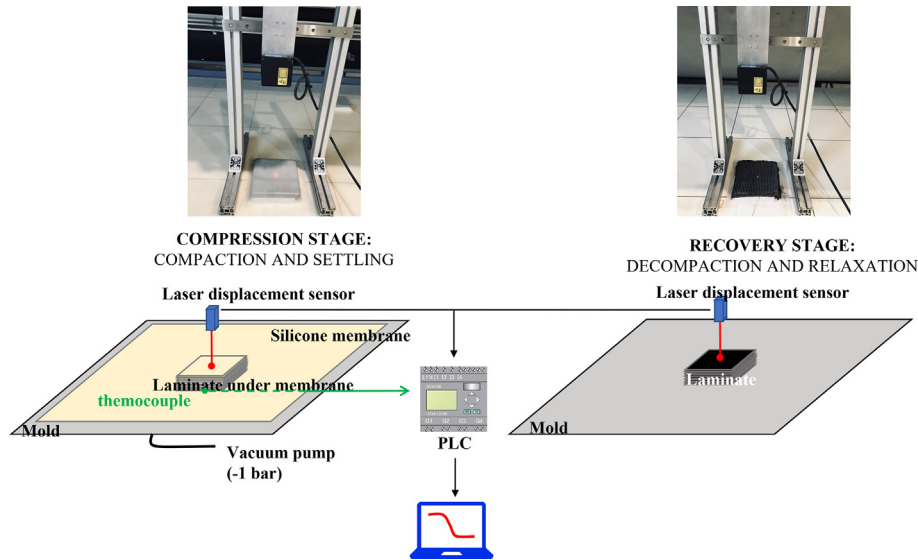 COMPRESSION STAGE:
COMPACTION AND SETTLING
RECOVERY STAGE:
DECOMPACTION AND RELAXATION
Laser displacement sensor
Laser displacement sensor
Silicone membrane
Laminate under membrane
themocouple
Mold
Vacuum pump
(-1 bar)
PLC
Laminate
Mold